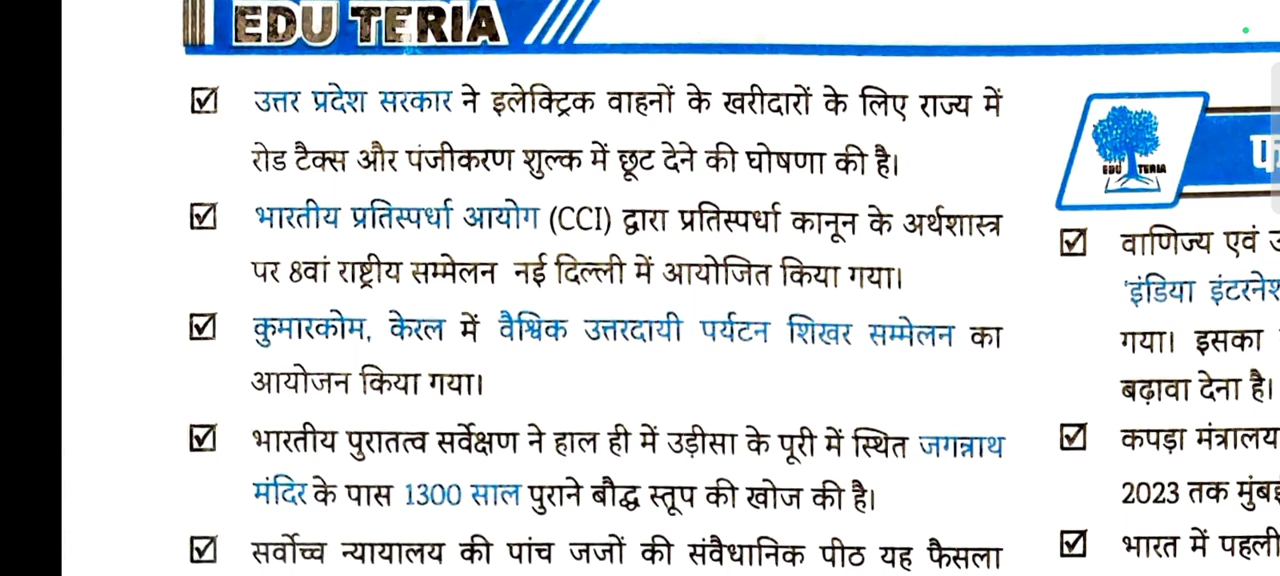 EDU TERIA
उत्तर प्रदेश सरकार ने इलेक्ट्रिक वाहनों के खरीदारों के लिए राज्य में
रोड टैक्स और पंजीकरण शुल्क में छूट देने की घोषणा की है।
भारतीय प्रतिस्पर्धा आयोग (CCI) द्वारा प्रतिस्पर्धा कानून के अर्थशास्त्र
पर 8वां राष्ट्रीय सम्मेलन नई दिल्ली में आयोजित किया गया।
कुमारकोम, केरल में वैश्विक उत्तरदायी पर्यटन शिखर सम्मेलन का
आयोजन किया गया।
भारतीय पुरातत्व सर्वेक्षण ने हाल ही में उड़ीसा के पूरी में स्थित जगन्नाथ
मंदिर के पास 1300 साल पुराने बौद्ध स्तूप की खोज की है।
सर्वोच्च न्यायालय की पांच जजों की संवैधानिक पीठ यह फैसला
EDU TERIA
वाणिज्य एवं
'इंडिया
गया। इसका
बढ़ावा देना है।
कपड़ा मंत्रालय
2023 तक
भारत में पहली